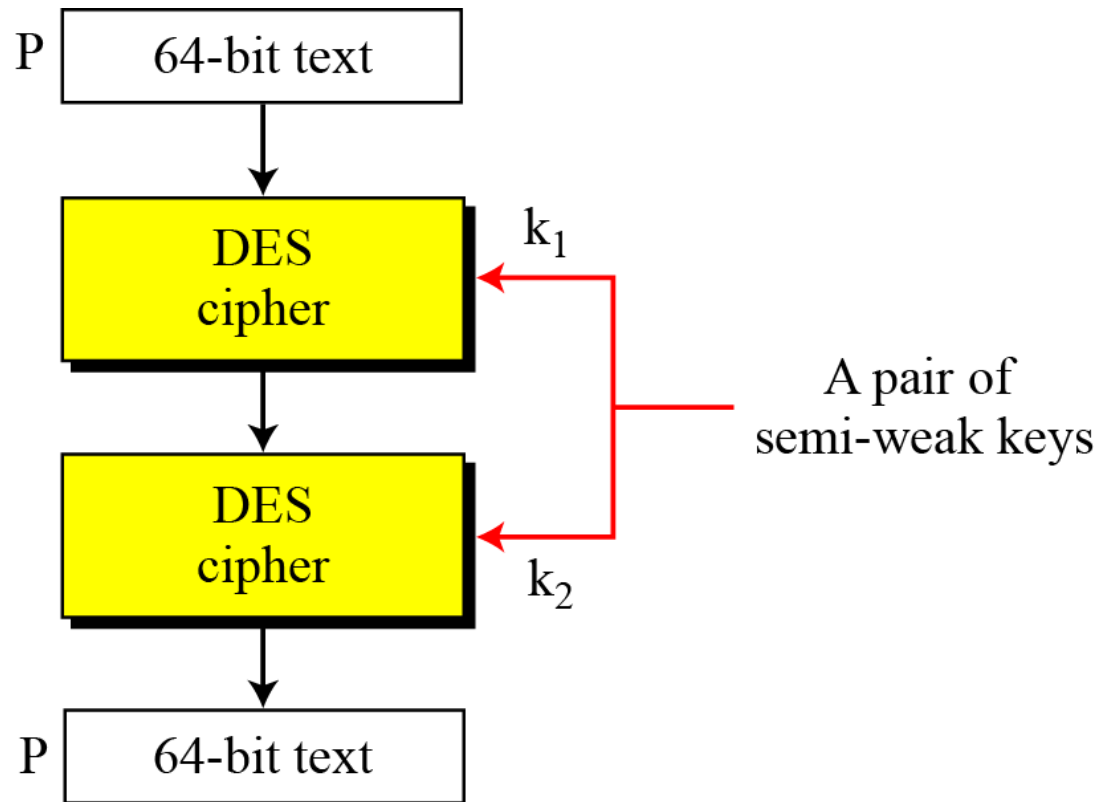 P
64-bit text
DES
cipher
k₁
A pair of
semi-weak keys
DES
cipher
k₂
P
64-bit text